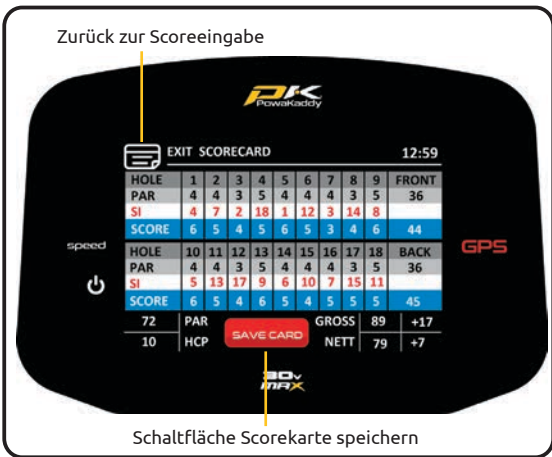 Zurück zur Scoreeingabe
PK
PowaKaddy
EXIT SCORECARD 12:59
HOLE 1 2 3 4 5 6 7 8 9 FRONT
PAR 4 4 3 5 4 4 4 3 5 36
SI 4 7 2 18 1 12 3 14 8
SCORE 6 5 4 5 6 5 3 4 6 44
speed
GPS
HOLE 10 11 12 13 14 15 16 17 18 BACK
PAR 4 4 3 5 4 4 4 3 5 36
SI 5 13 17 9 6 10 7 15 11
SCORE 6 5 4 6 5 4 5 5 5 45
72 PAR SAVE CARD GROSS 89 +17
10 HCP NETT 79 +7
30v
MAX
Schaltfläche Scorekarte speichern